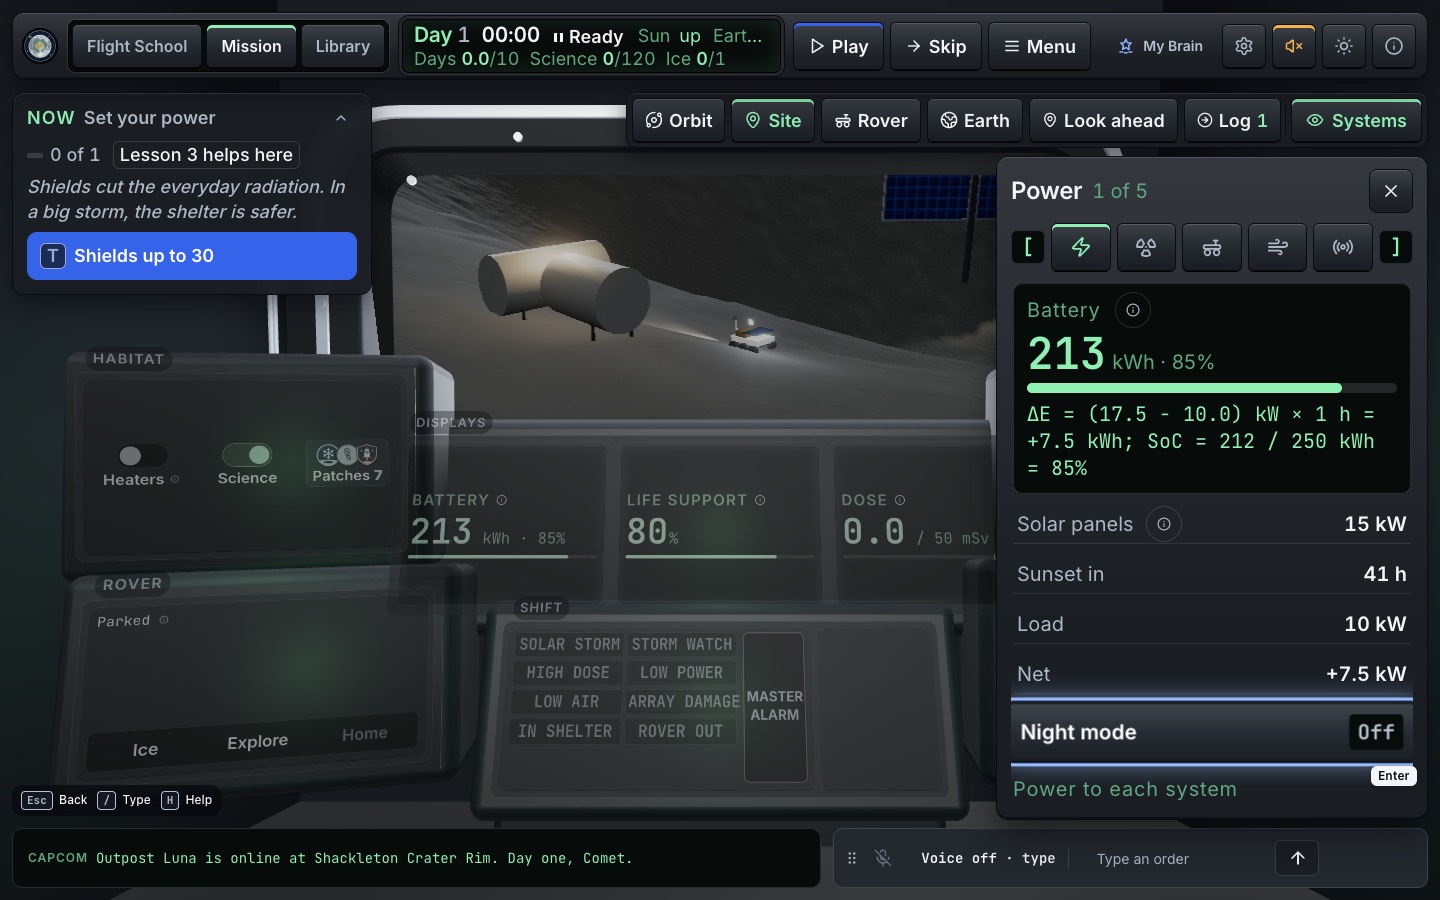 Flight School
Mission
Library
Day 1 00:00 Ready Sun up Eart...
Days 0.0/10 Science 0/120 Ice 0/1
Play
Skip
Menu
My Brain
NOW Set your power
0 of 1 Lesson 3 helps here
Shields cut the everyday radiation. In
a big storm, the shelter is safer.
T Shields up to 30
Orbit
Site
Rover
Earth
Look ahead
Log 1
Systems
Power 1 of 5
[
]
Battery
213 kWh · 85%
ΔE = (17.5 - 10.0) kW × 1 h =
+7.5 kWh; SoC = 212 / 250 kWh
= 85%
Solar panels 15 kW
Sunset in 41 h
Load 10 kW
Net +7.5 kW
Night mode Off
Enter
Power to each system
HABITAT
Heaters
Science
Patches 7
DISPLAYS
BATTERY
213 kWh · 85%
LIFE SUPPORT
80%
DOSE
0.0 / 50 mSv
ROVER
Parked
Ice
Explore
Home
SHIFT
SOLAR STORM STORM WATCH
HIGH DOSE LOW POWER
LOW AIR ARRAY DAMAGE
IN SHELTER ROVER OUT
MASTER
ALARM
Esc Back / Type H Help
CAPCOM Outpost Luna is online at Shackleton Crater Rim. Day one, Comet.
Voice off · type
Type an order